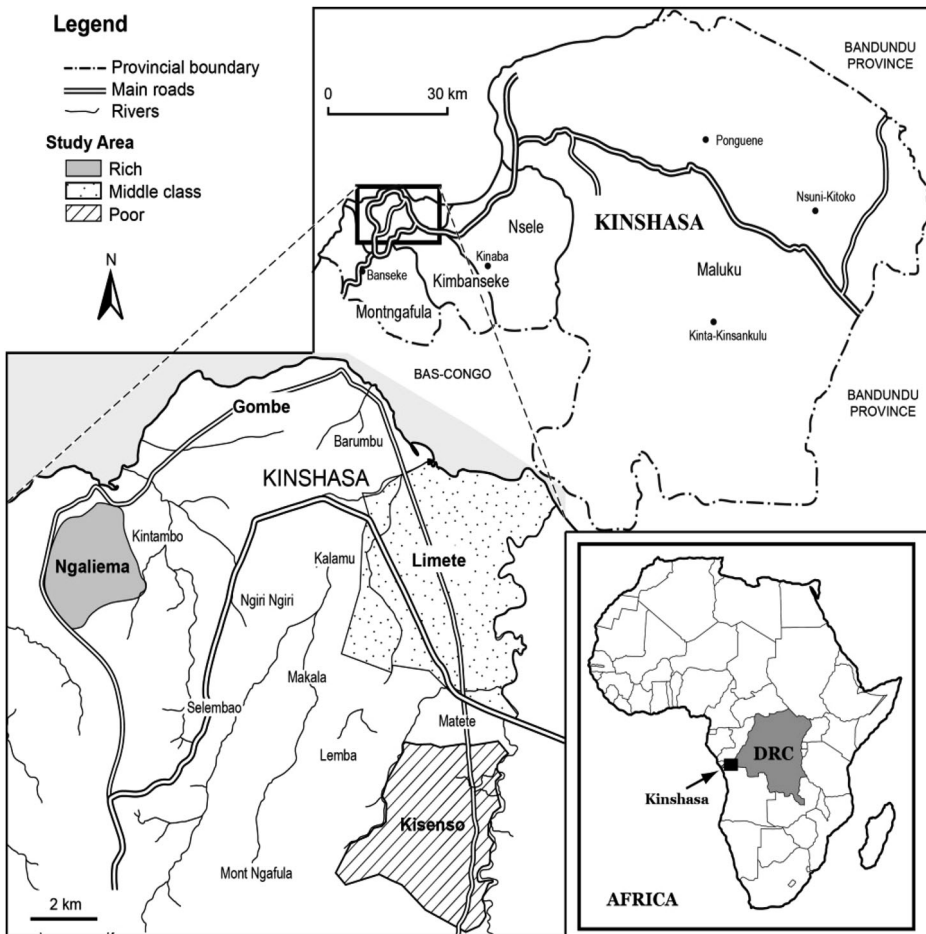 Legend
Provincial boundary
Main roads
Rivers
Study Area
Rich
Middle class
Poor
N
0 30 km
BANDUNDU
PROVINCE
Ponguene
Nsuni-Kitoko
KINSHASA
Nsele
Kinaba
Maluku
Banseke
Kimbanseke
Montngafula
Kinta-Kinsankulu
BAS-CONGO
BANDUNDU
PROVINCE
Gombe
Barumbu
KINSHASA
Kintambo
Ngaliema
Kalamu
Limete
Ngiri Ngiri
Makala
Selembao
Matete
Lemba
Kisenso
Mont Ngafula
2 km
DRC
Kinshasa
AFRICA